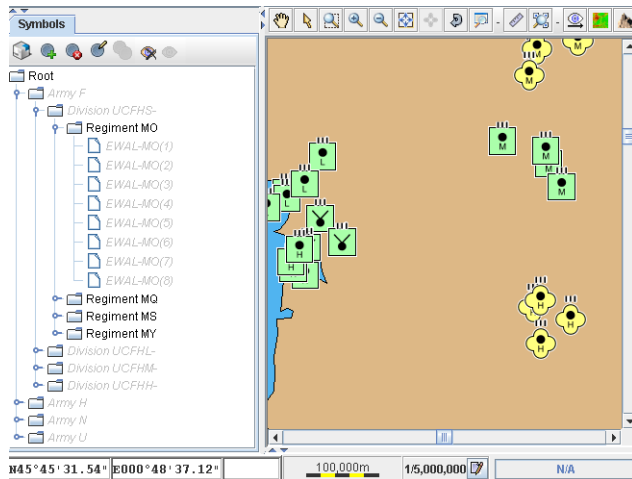 Symbols
Root
Army F
Division UCFHS-
Regiment MO
EWAL-MO(1)
EWAL-MO(2)
EWAL-MO(3)
EWAL-MO(4)
EWAL-MO(5)
EWAL-MO(6)
EWAL-MO(7)
EWAL-MO(8)
Regiment MQ
Regiment MS
Regiment MY
Division UCFHL-
Division UCFHM-
Division UCFHH-
Army H
Army N
Army U
M
M
M
M
M
M
L
L
L
H
H
H
H
H
H
N45°45'31.54" E000°48'37.12" 100,000m 1/5,000,000 N/A